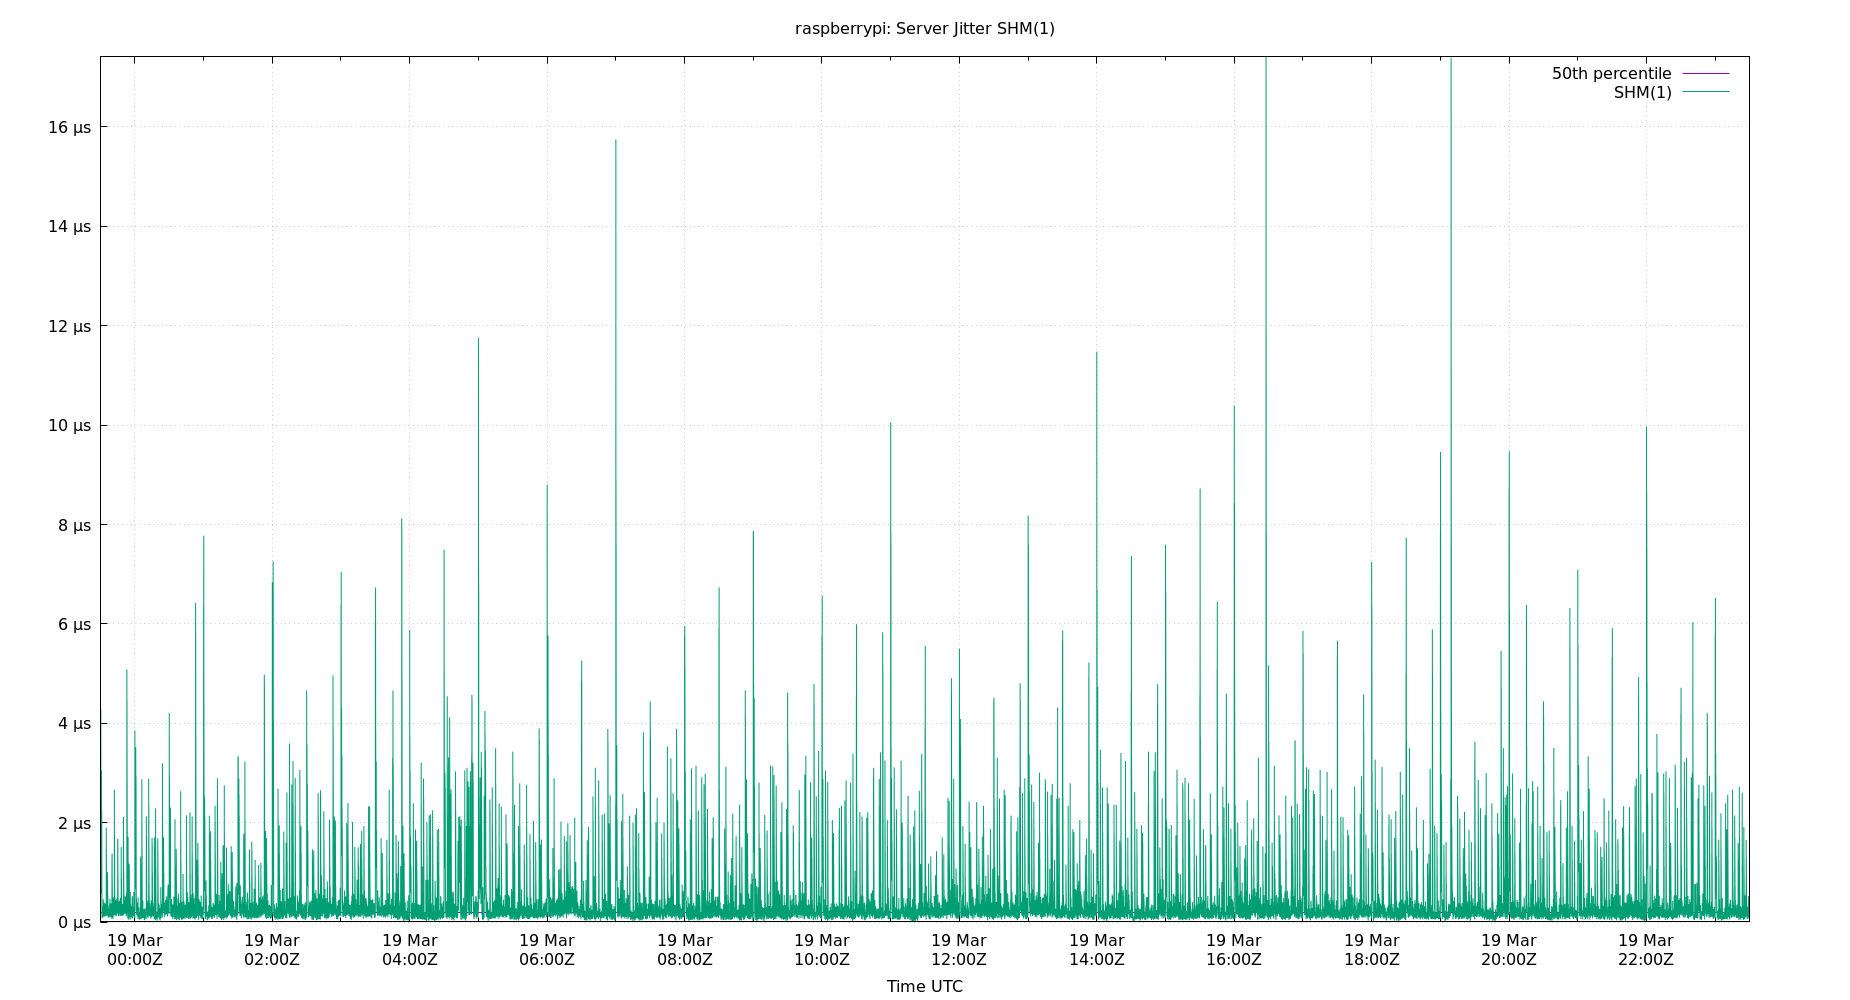 raspberrypi: Server Jitter SHM(1)
50th percentile
SHM(1)
16 µs
14 µs
12 µs
10 µs
8 µs
6 µs
4 µs
2 µs
0 µs
19 Mar 19 Mar 19 Mar 19 Mar 19 Mar 19 Mar 19 Mar 19 Mar 19 Mar 19 Mar 19 Mar 19 Mar
00:00Z 02:00Z 04:00Z 06:00Z 08:00Z 10:00Z 12:00Z 14:00Z 16:00Z 18:00Z 20:00Z 22:00Z
Time UTC